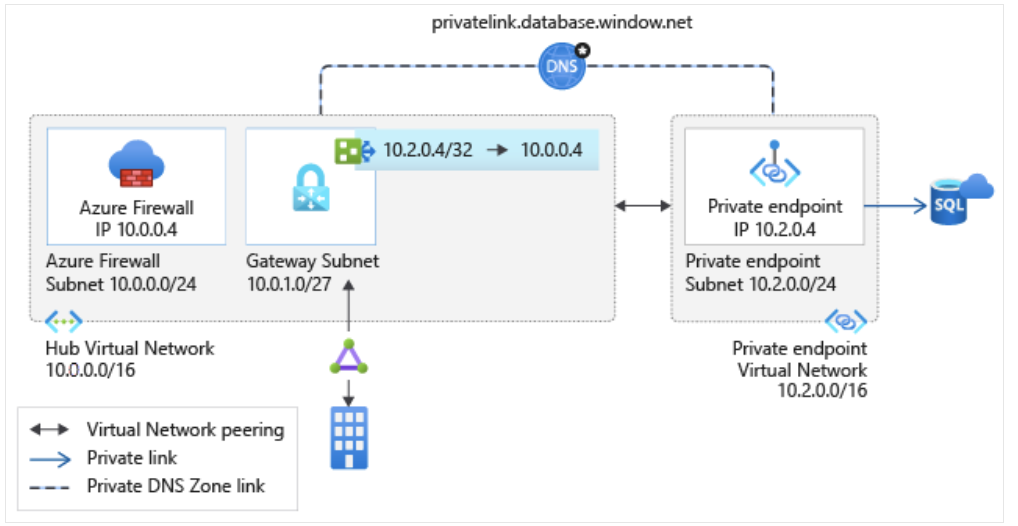 privatelink.database.window.net
DNS
10.2.0.4/32 → 10.0.0.4
Azure Firewall
IP 10.0.0.4
Azure Firewall
Subnet 10.0.0.0/24
Gateway Subnet
10.0.1.0/27
Private endpoint
IP 10.2.0.4
Private endpoint
Subnet 10.2.0.0/24
SQL
Hub Virtual Network
10.0.0.0/16
Private endpoint
Virtual Network
10.2.0.0/16
Virtual Network peering
Private link
Private DNS Zone link